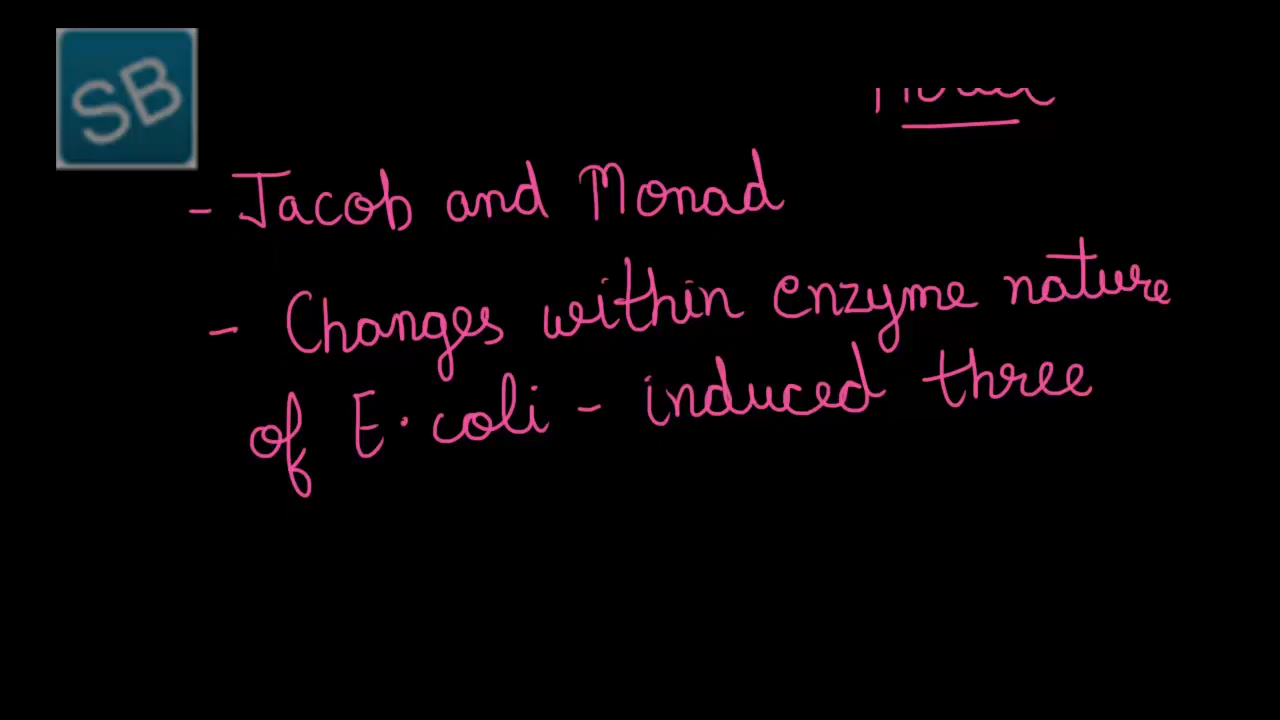 SB
- Jacob and Monad
- Changes within enzyme nature
of E. coli - induced three